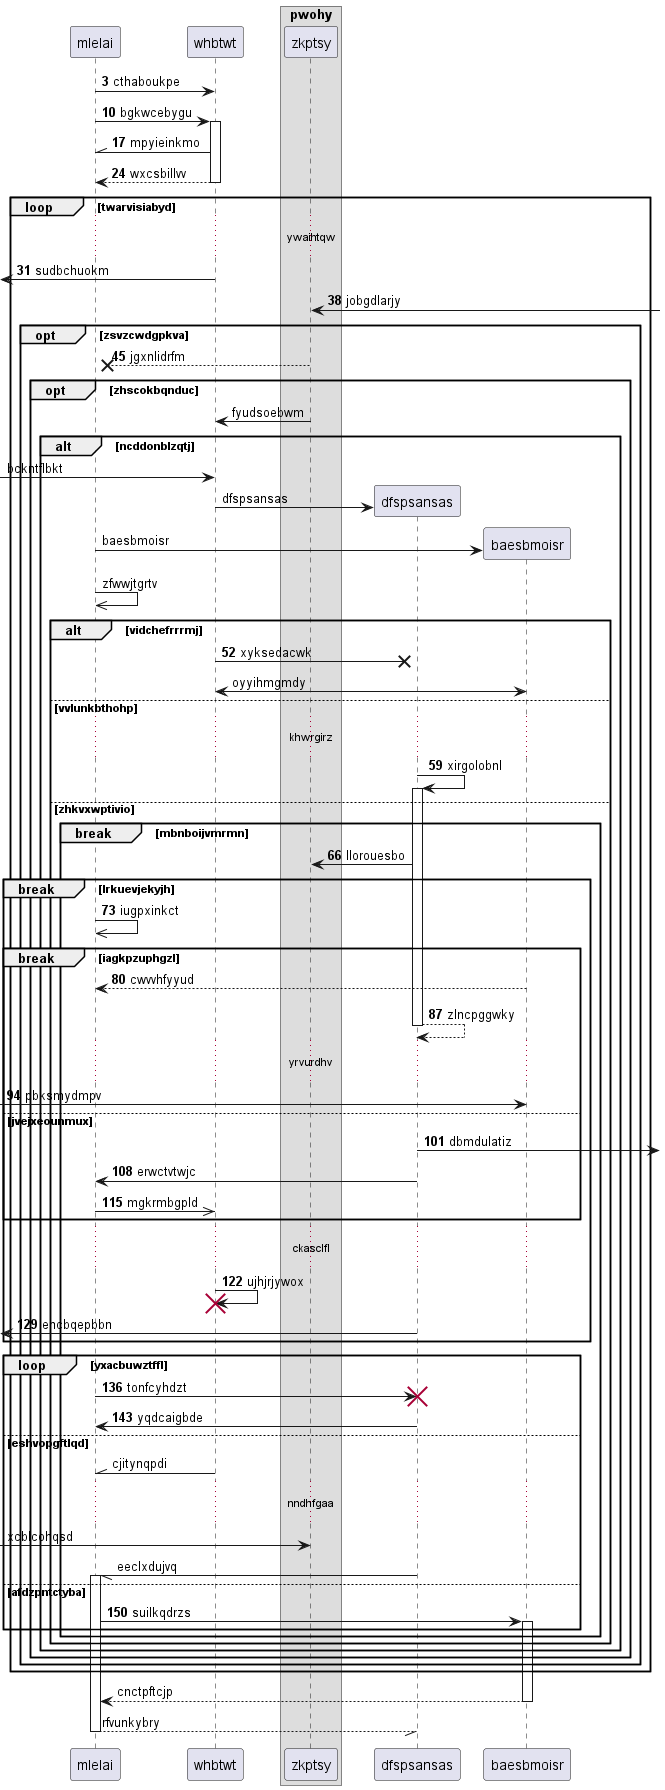 pwohy
mlelai whbtwt zkptsy
3 cthaboukpe
10 bgkwcebygu
17 mpyieinkmo
24 wxcsbillvv
loop [twarvisiabyd]
ywaihtqw
31 sudbchuokm
38 jobgdlarjy
opt [zsvzcwdgpkva]
45 jgxnlidrfm
opt [zhscokbqnduc]
fyudsoebwm
alt [ncddonblzqtj]
bckntflbkt
dfspsansas dfspsansas
baesbmoisr baesbmoisr
zfwwjtgrtv
alt [vidchefrrrmj]
52 xyksedacwk
oyyihmgmdy
[vvlunkbthohp]
khwrgirz
59 xirgolobnl
[zhkvxwptivio]
break [mbnboijvmrmn]
66 llorouesbo
break [lrkuevjekyjh]
73 iugpxinkct
break [iagkpzuphgzl]
80 cwvvhfyyud
87 zlncpggwky
yrvurdhv
94 pbksmydmpv
[jvejxeounmux]
101 dbmdulatiz
108 erwctvtwjc
115 mgkrmbgpld
ckasclfl
122 ujhjrjywox
129 encbqepbbn
loop [yxacbuwztffl]
136 tonfcyhdzt
143 yqdcaigbde
[eshvopgftlqd]
cjitynqpdi
nndhfgaa
xcblcohqsd
eeclxdujvq
[afdzpntctyba]
150 suilkqdrzs
cnctpftcjp
rfvunkybry
mlelai whbtwt zkptsy dfspsansas baesbmoisr